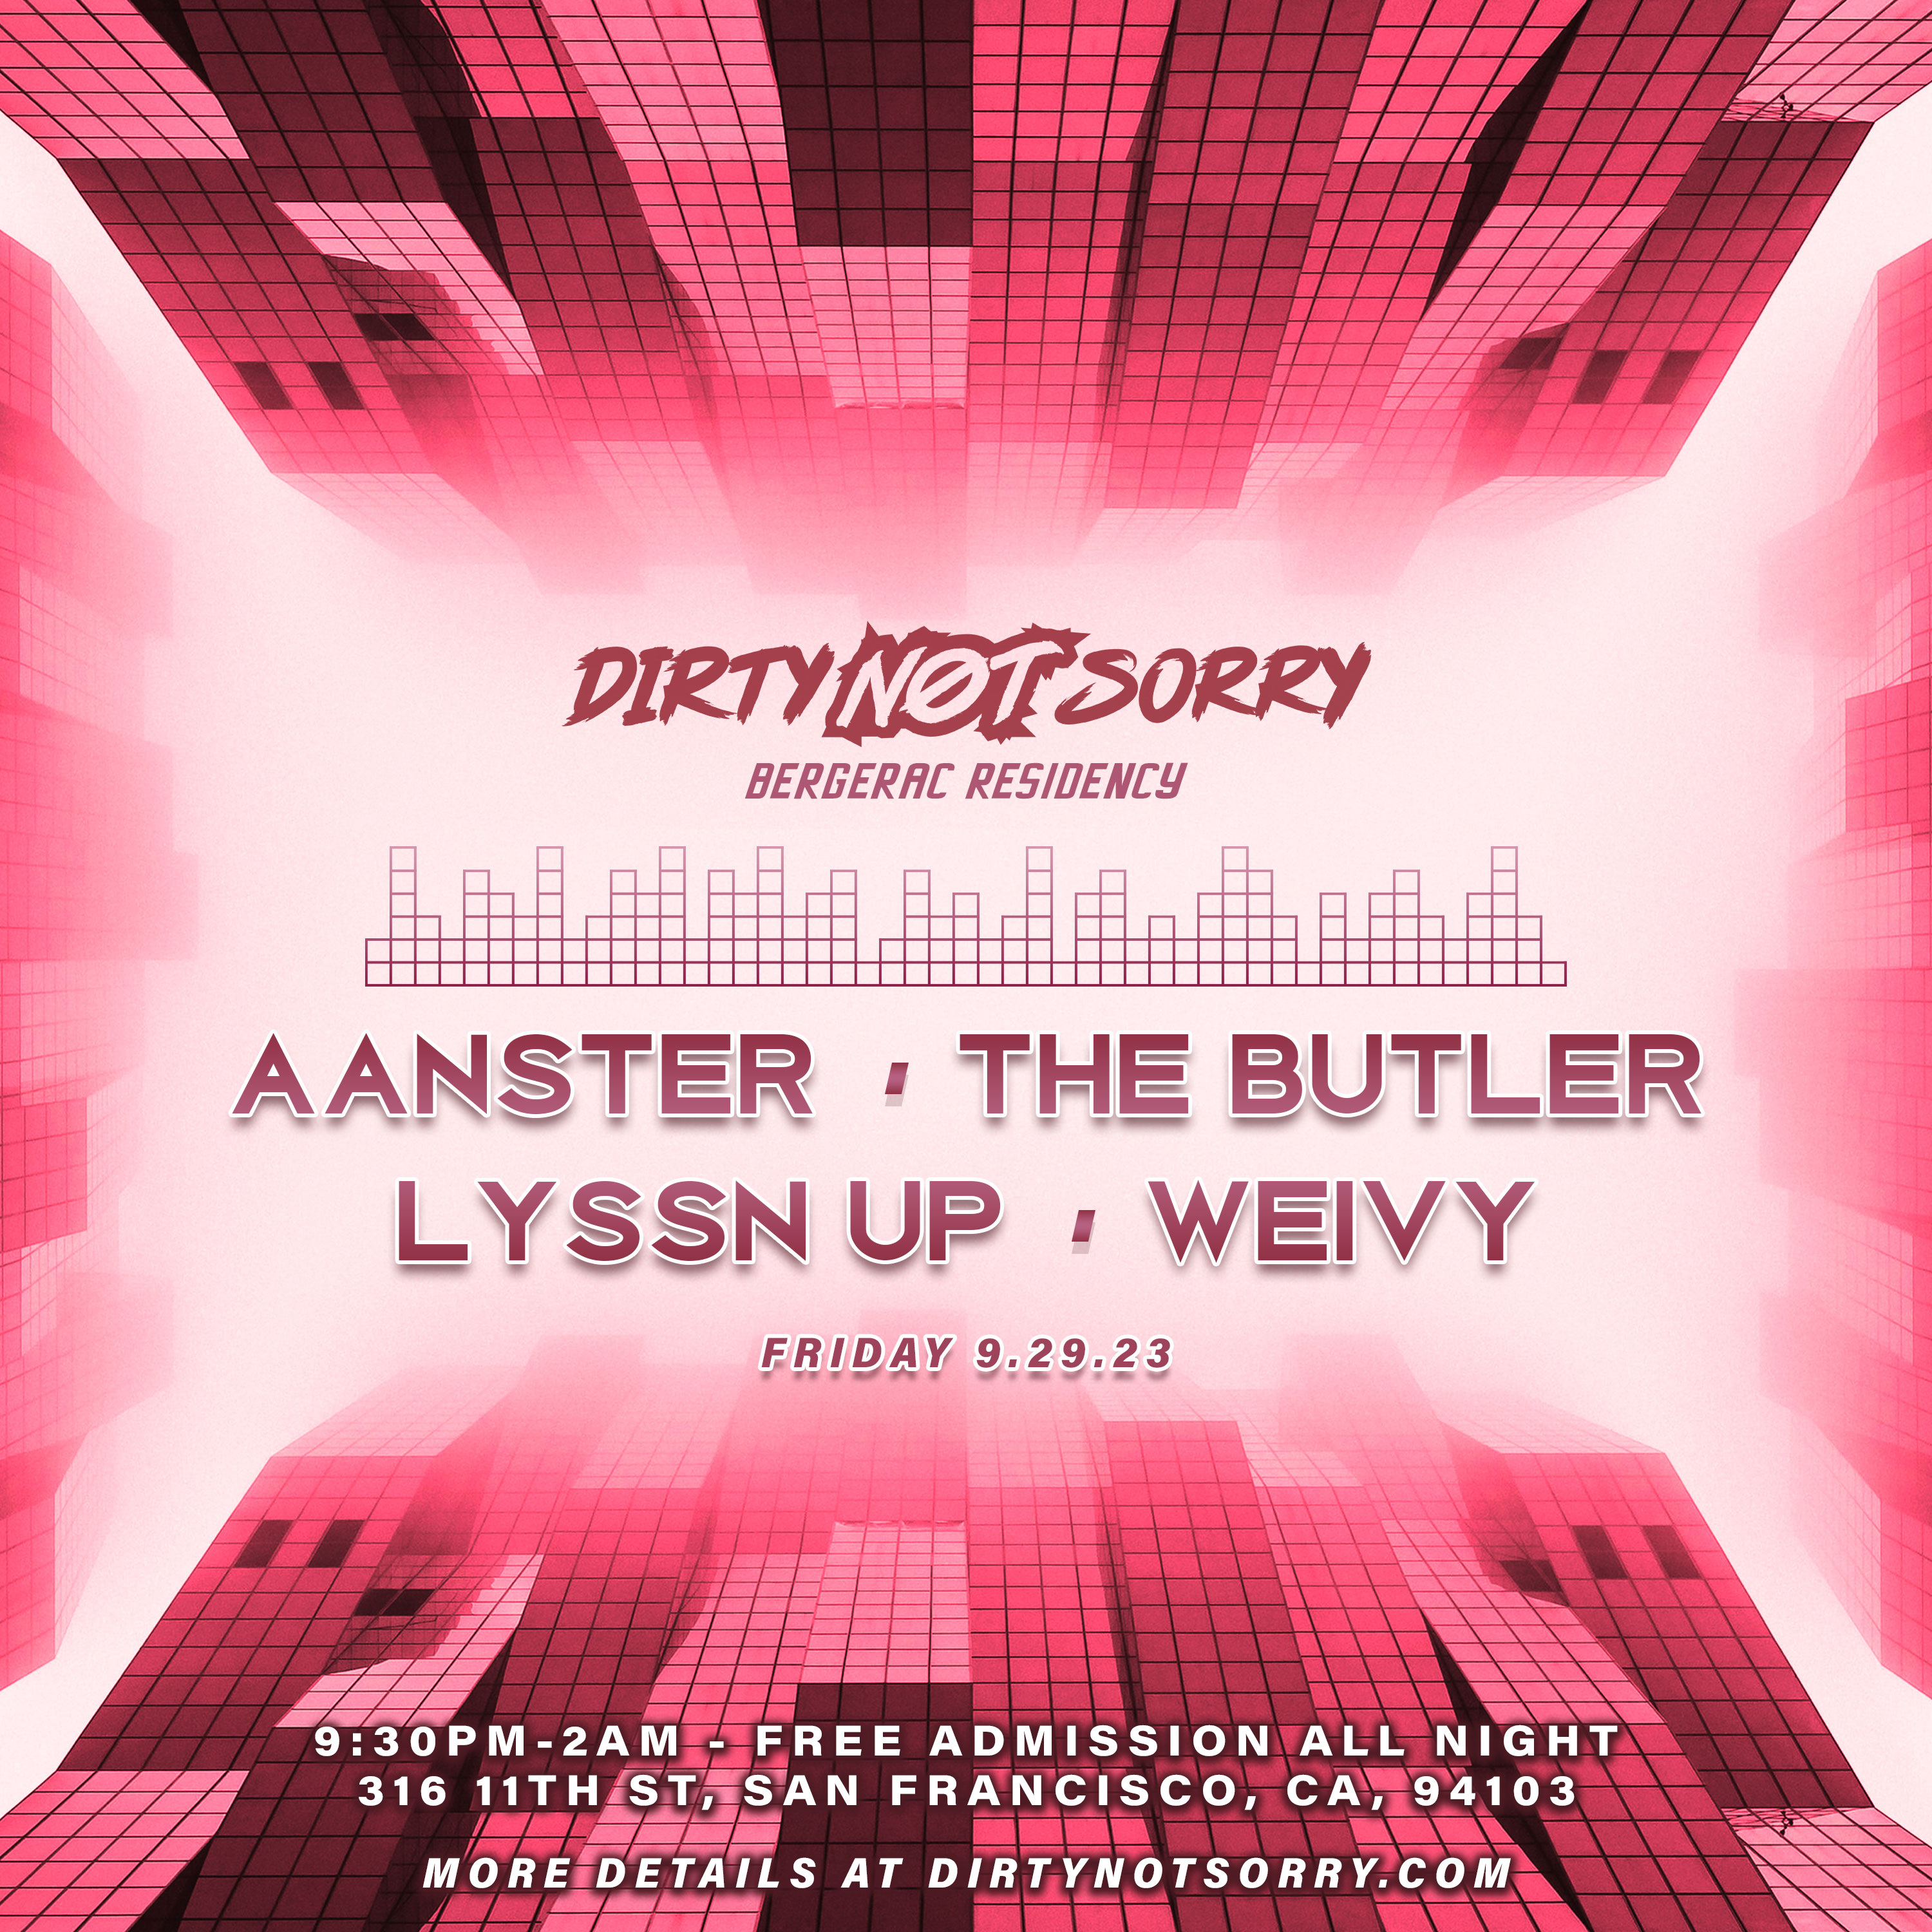 DIRTY NOT SORRY
BERGERAC RESIDENCY
AANSTER ' THE BUTLER
LYSSN UP ' WEIVY
FRIDAY 9.29.23
9:30PM-2AM - FREE ADMISSION ALL NIGHT
316 11TH ST, SAN FRANCISCO, CA, 94103
MORE DETAILS AT DIRTYNOTSORRY.COM